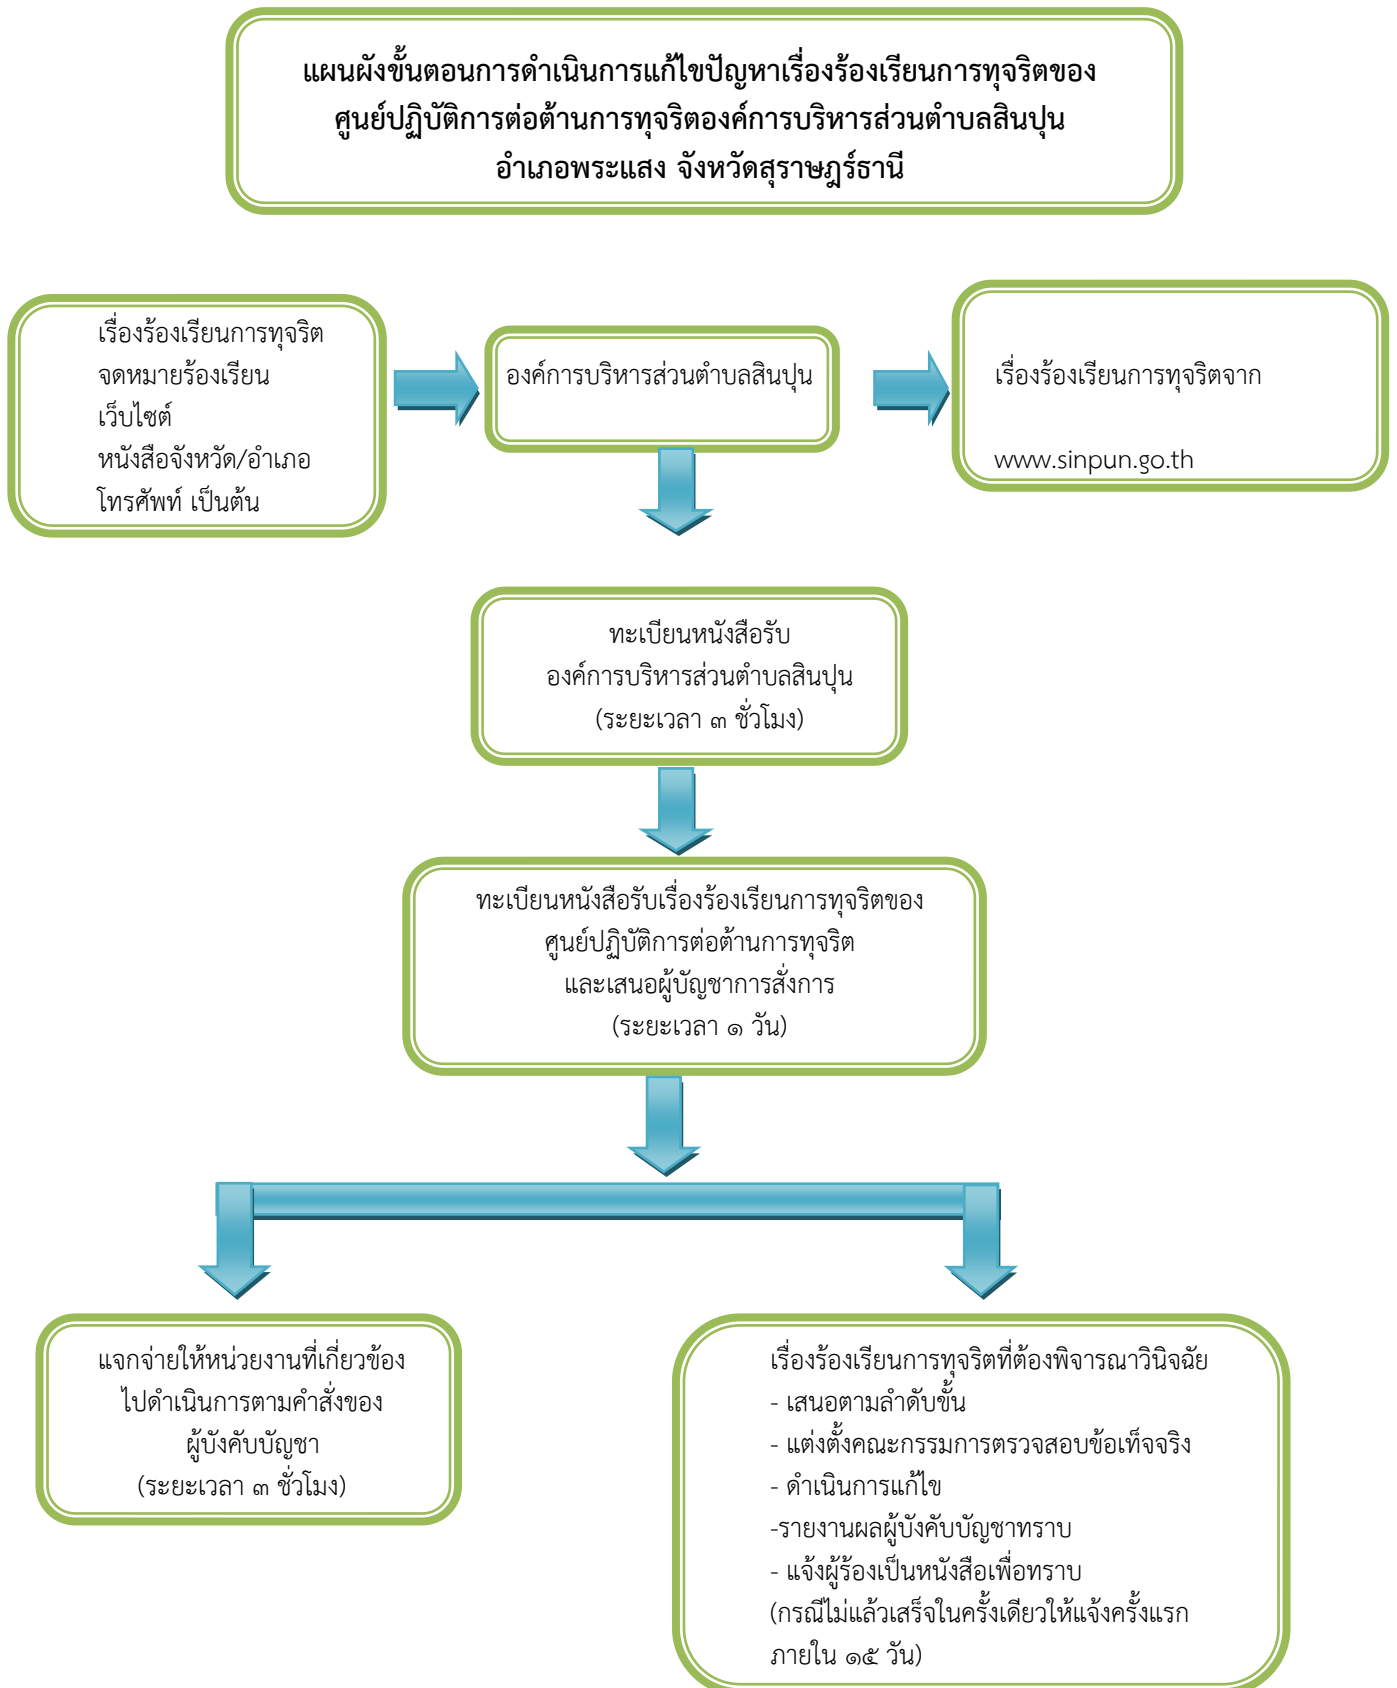 แผนผังขั้นตอนการดำเนินการแก้ไขปัญหาเรื่องร้องเรียนการทุจริตของ
ศูนย์ปฏิบัติการต่อต้านการทุจริตองค์การบริหารส่วนตำบลสินปุน
อำเภอพระแสง จังหวัดสุราษฎร์ธานี
เรื่องร้องเรียนการทุจริต
จดหมายร้องเรียน
เว็บไซต์
หนังสือจังหวัด/อำเภอ
โทรศัพท์ เป็นต้น
องค์การบริหารส่วนตำบลสินปุน
เรื่องร้องเรียนการทุจริตจาก
www.sinpun.go.th
ทะเบียนหนังสือรับ
องค์การบริหารส่วนตำบลสินปุน
(ระยะเวลา ๓ ชั่วโมง)
ทะเบียนหนังสือรับเรื่องร้องเรียนการทุจริตของ
ศูนย์ปฏิบัติการต่อต้านการทุจริต
และเสนอผู้บัญชาการสั่งการ
(ระยะเวลา ๑ วัน)
แจกจ่ายให้หน่วยงานที่เกี่ยวข้อง
ไปดำเนินการตามคำสั่งของ
ผู้บังคับบัญชา
(ระยะเวลา ๓ ชั่วโมง)
เรื่องร้องเรียนการทุจริตที่ต้องพิจารณาวินิจฉัย
- เสนอตามลำดับขั้น
- แต่งตั้งคณะกรรมการตรวจสอบข้อเท็จจริง
- ดำเนินการแก้ไข
-รายงานผลผู้บังคับบัญชาทราบ
- แจ้งผู้ร้องเป็นหนังสือเพื่อทราบ
(กรณีไม่แล้วเสร็จในครั้งเดียวให้แจ้งครั้งแรก
ภายใน ๑๕ วัน)